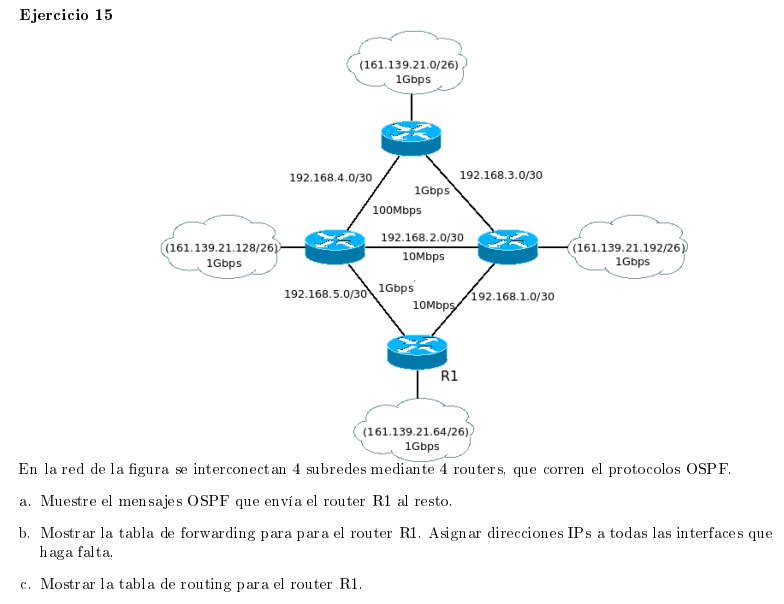 Ejercicio 15
(161.139.21.0/26)
1Gbps
192.168.4.0/30
192.168.3.0/30
1Gbps
100Mbps
(161.139.21.128/26)
1Gbps
192.168.2.0/30
10Mbps
(161.139.21.192/26)
1Gbps
192.168.5.0/30
1Gbps
10Mbps
192.168.1.0/30
R1
(161.139.21.64/26)
1Gbps
En la red de la figura se interconectan 4 subredes mediante 4 routers, que corren el protocolos OSPF.
a. Muestre el mensajes OSPF que envía el router R1 al resto.
b. Mostrar la tabla de forwarding para para el router R1. Asignar direcciones IPs a todas las interfaces que
haga falta.
c. Mostrar la tabla de routing para el router R1.